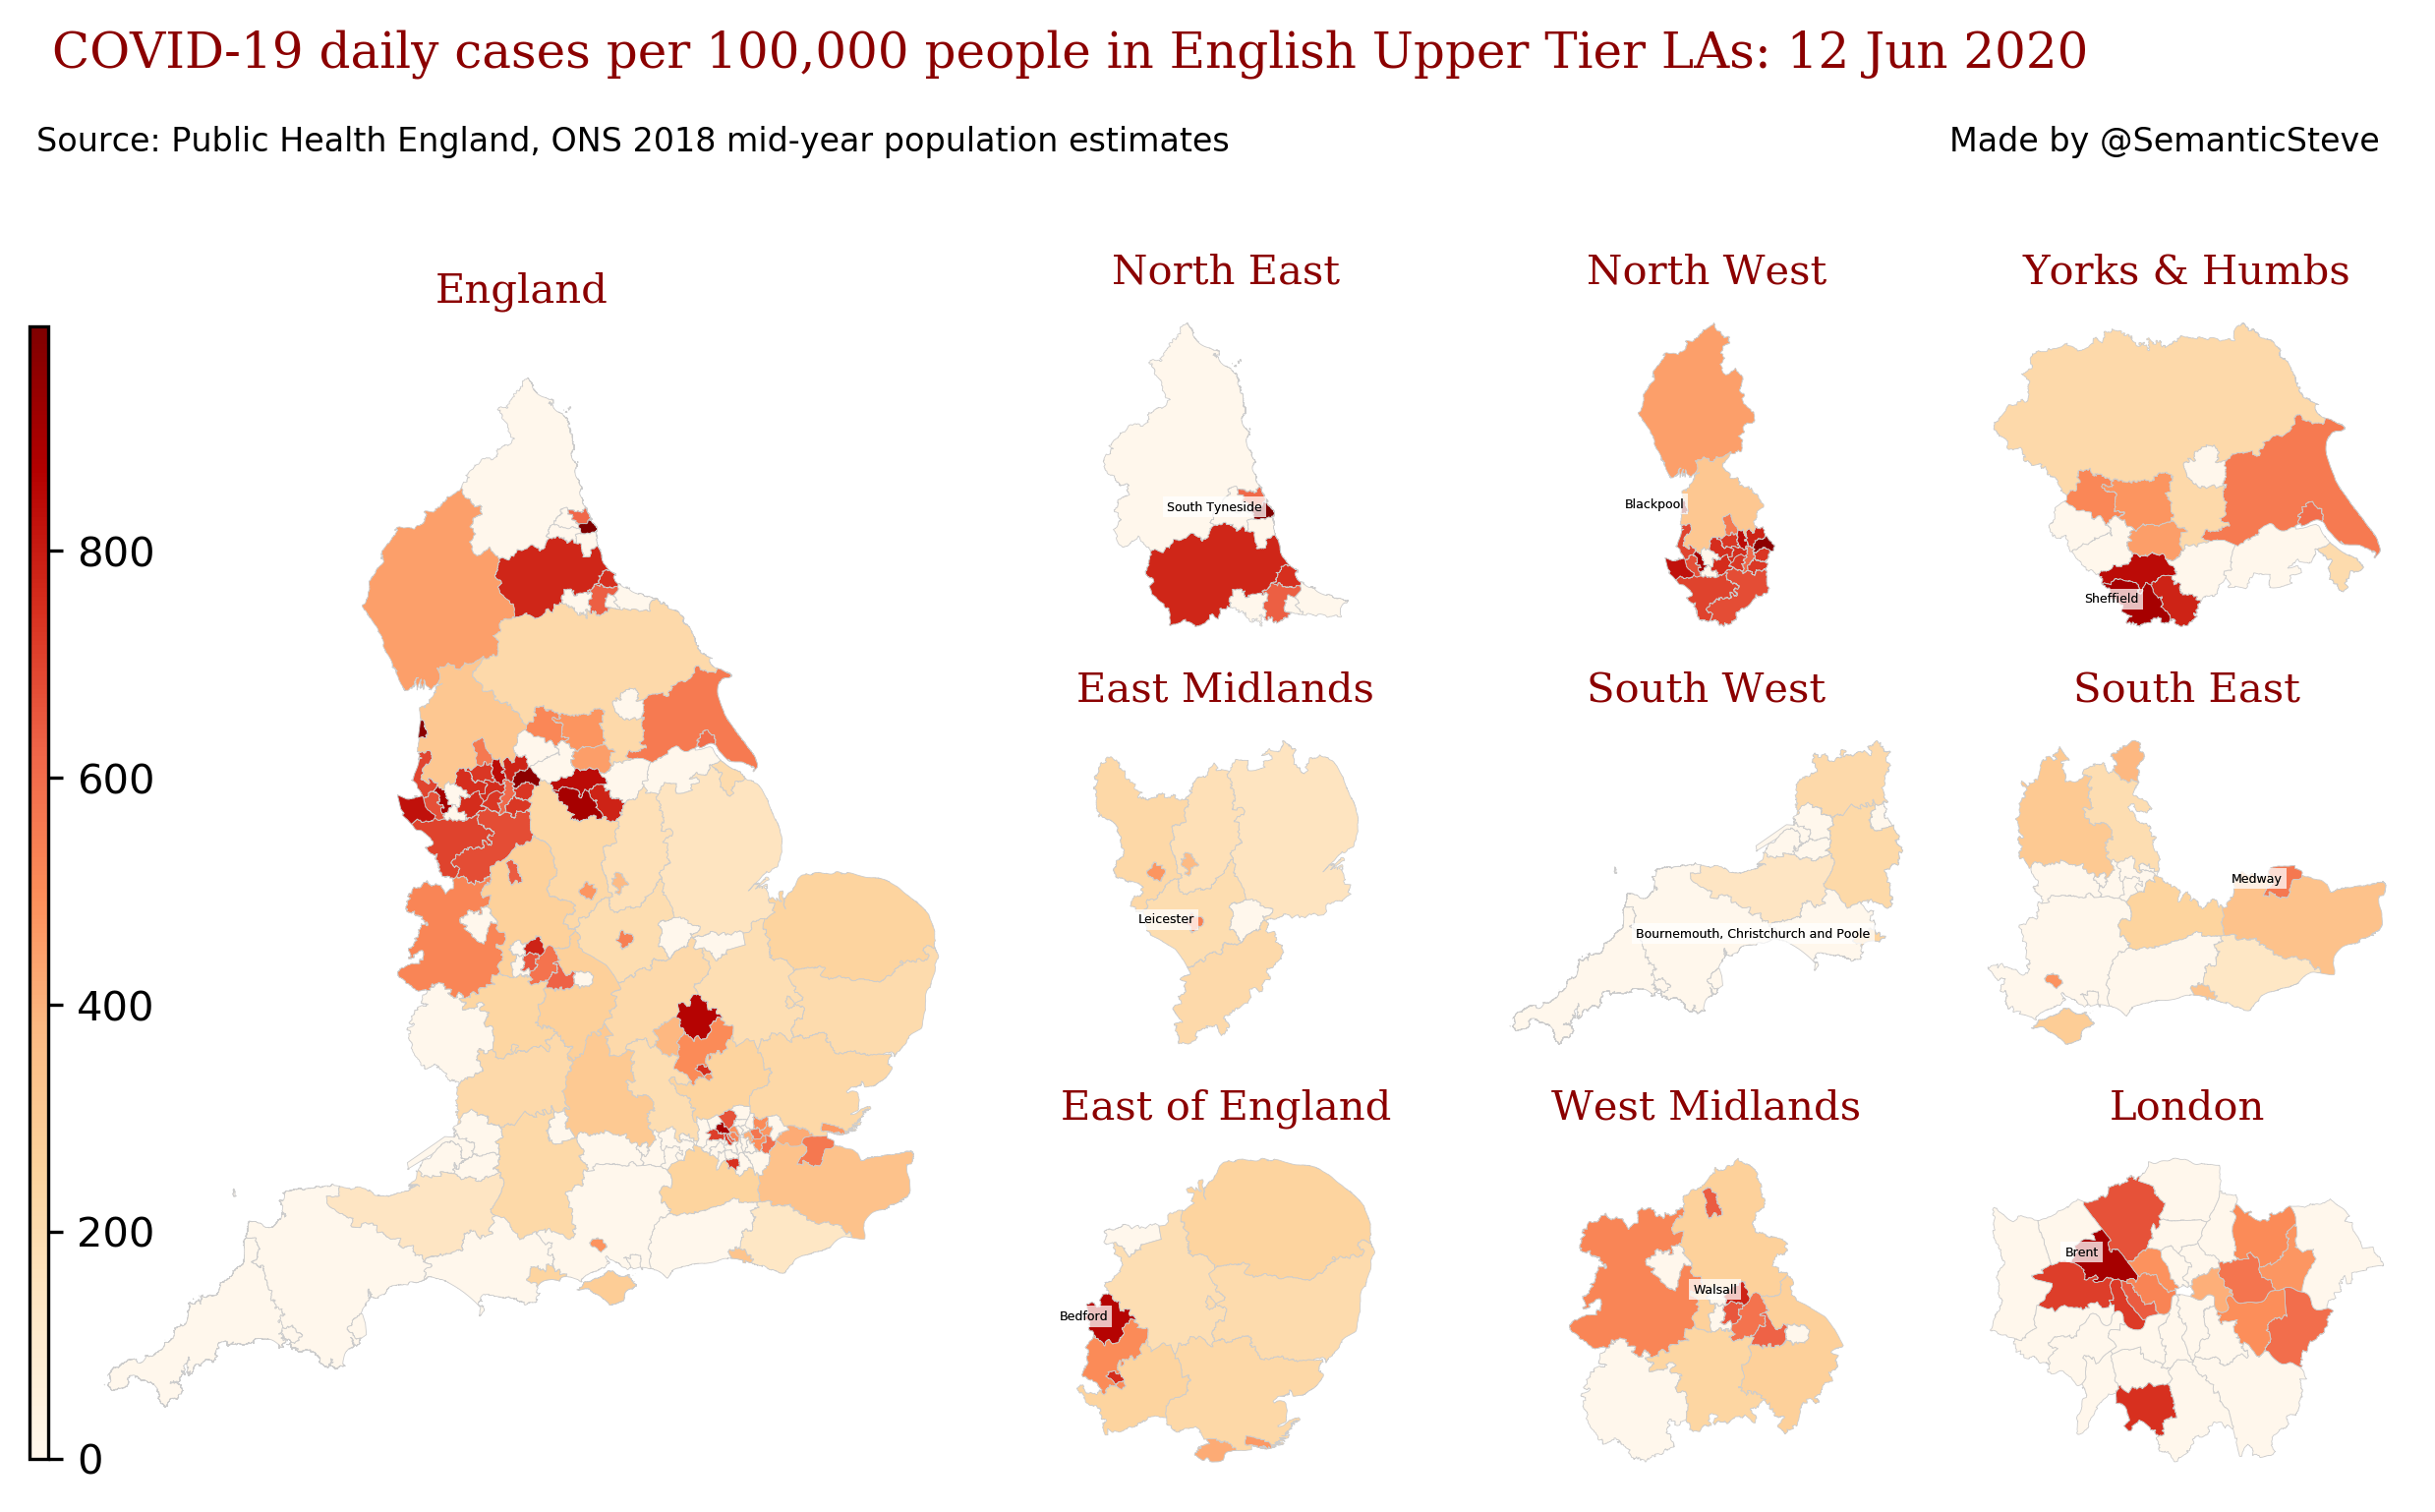 COVID-19 daily cases per 100,000 people in English Upper Tier LAs: 12 Jun 2020
Source: Public Health England, ONS 2018 mid-year population estimates
Made by @SemanticSteve
England
800
600
400
200
0
North East
South Tyneside
North West
Blackpool
Yorks & Humbs
Sheffield
East Midlands
Leicester
South West
Bournemouth, Christchurch and Poole
South East
Medway
East of England
Bedford
West Midlands
Walsall
London
Brent